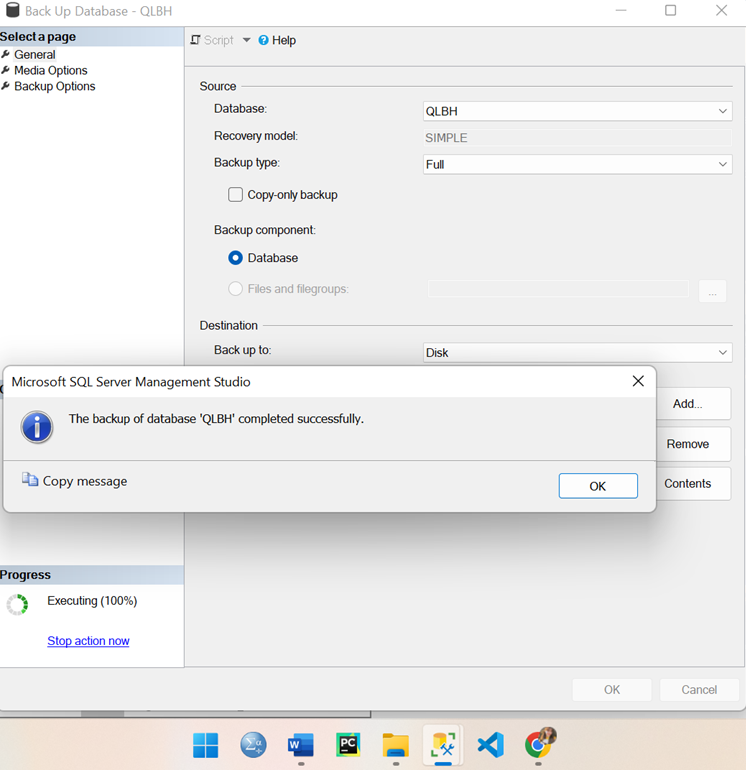 Back Up Database - QLBH
Select a page
General
Media Options
Backup Options
Script
Help
Source
Database:
QLBH
Recovery model:
SIMPLE
Backup type:
Full
Copy-only backup
Backup component:
Database
Files and filegroups:
...
Destination
Back up to:
Disk
Add...
Remove
Contents
Microsoft SQL Server Management Studio
The backup of database 'QLBH' completed successfully.
Copy message
OK
Progress
Executing (100%)
Stop action now
OK
Cancel
Σα
W
PC